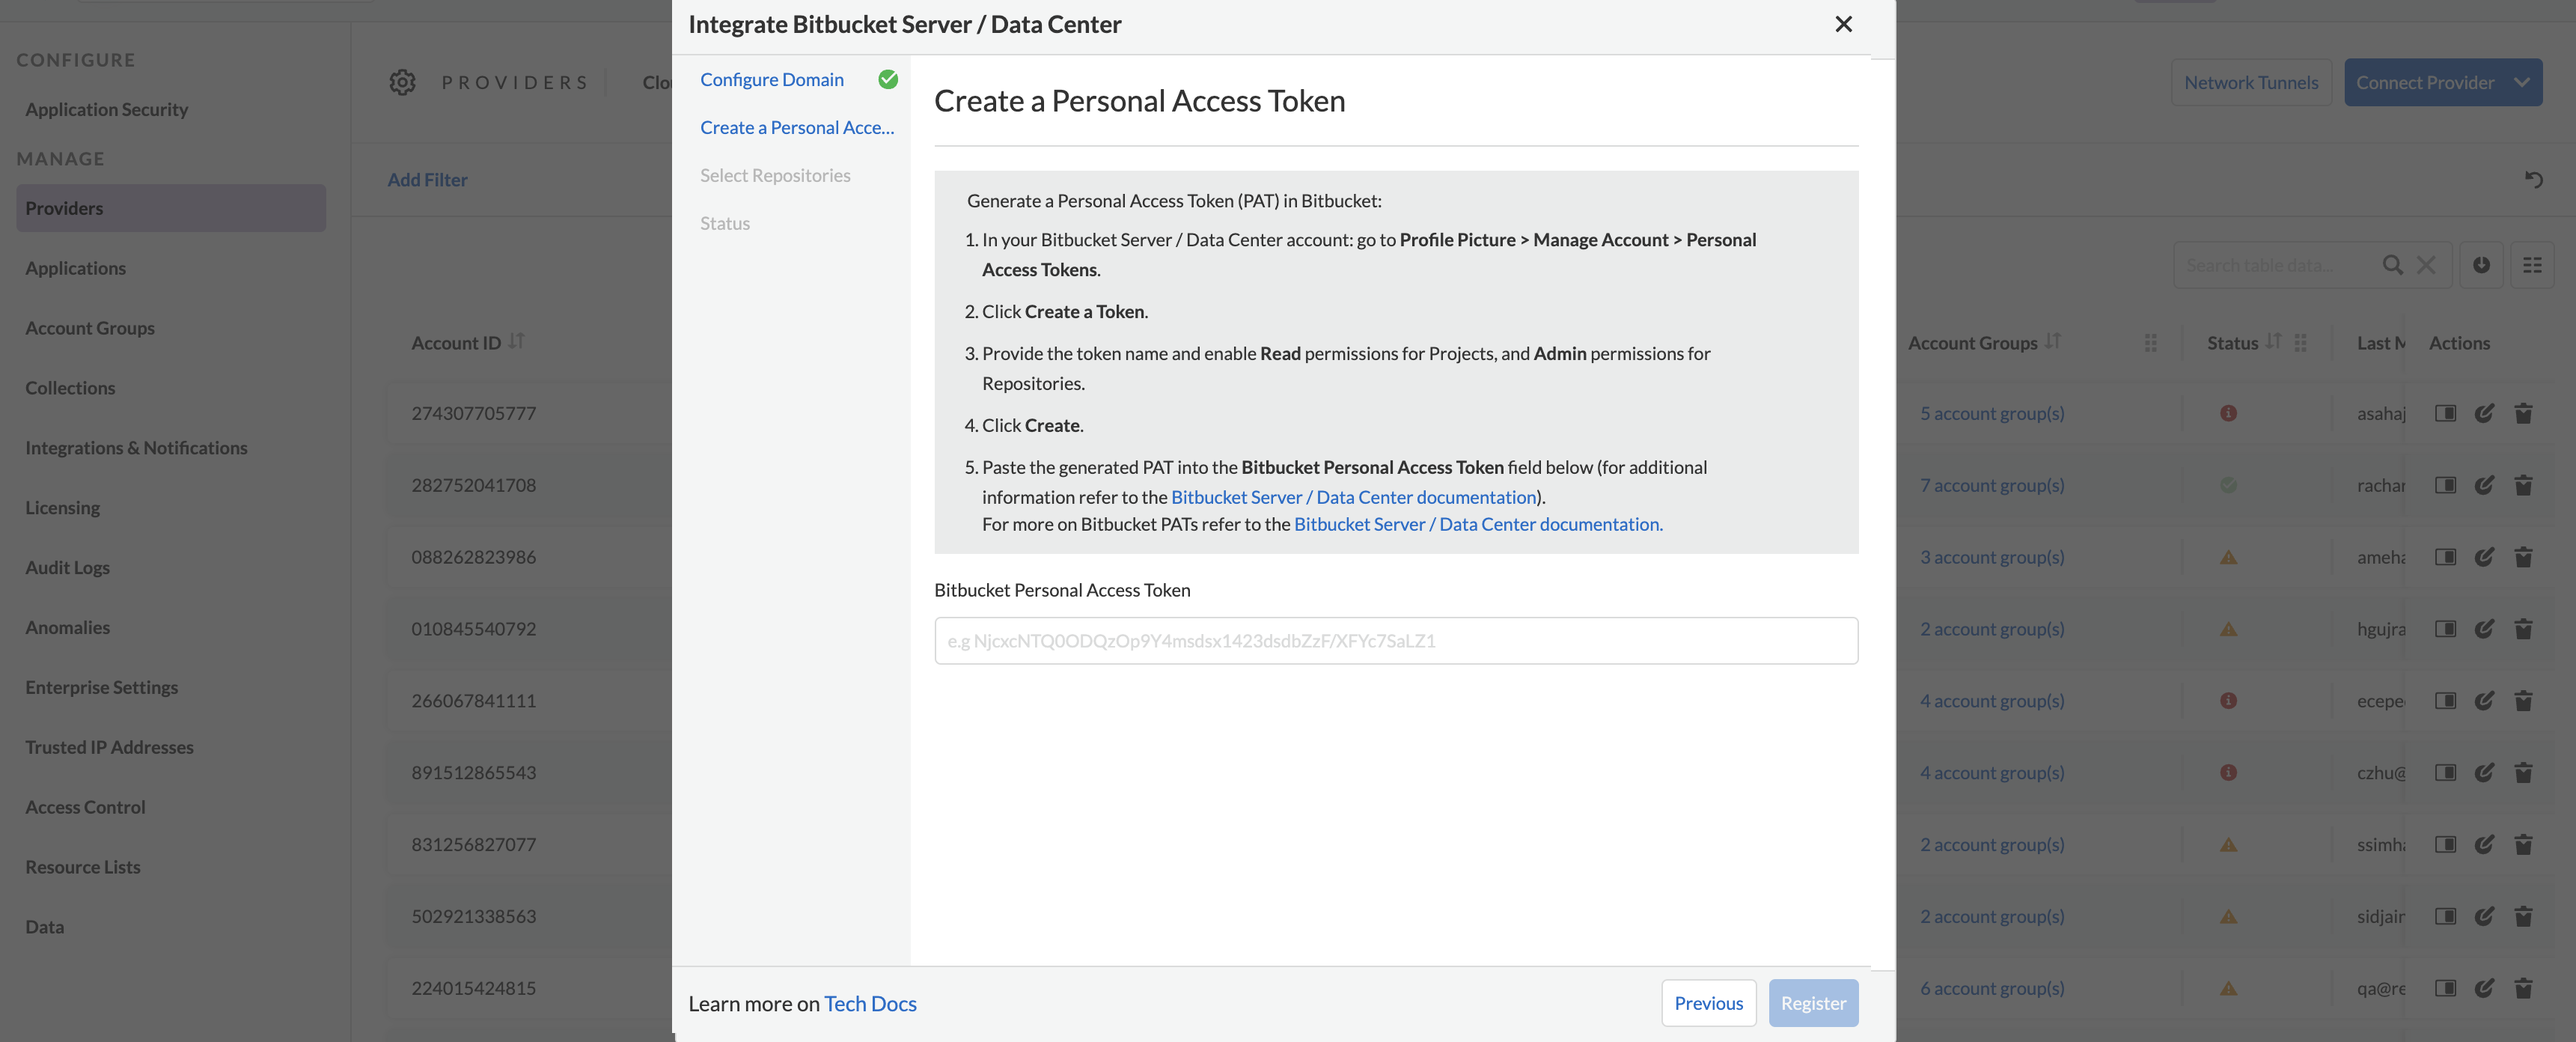 Integrate Bitbucket Server / Data Center
CONFIGURE
Application Security
MANAGE
Providers
Applications
Account Groups
Collections
Integrations & Notifications
Licensing
Audit Logs
Anomalies
Enterprise Settings
Trusted IP Addresses
Access Control
Resource Lists
Data
PROVIDERS
Add Filter
Account ID
274307705777
282752041708
088262823986
010845540792
266067841111
891512865543
831256827077
502921338563
224015424815
Configure Domain
Create a Personal Acce...
Select Repositories
Status
Create a Personal Access Token
Generate a Personal Access Token (PAT) in Bitbucket:
1. In your Bitbucket Server / Data Center account: go to Profile Picture > Manage Account > Personal
Access Tokens.
2. Click Create a Token.
3. Provide the token name and enable Read permissions for Projects, and Admin permissions for
Repositories.
4. Click Create.
5. Paste the generated PAT into the Bitbucket Personal Access Token field below (for additional
information refer to the Bitbucket Server / Data Center documentation).
For more on Bitbucket PATs refer to the Bitbucket Server / Data Center documentation.
Bitbucket Personal Access Token
e.g NjcxcNTQ0ODQzOp9Y4msdsx1423dsdbZzF/XFYc7SaLZ1
Learn more on Tech Docs
Previous
Register
Network Tunnels
Connect Provider
Search table data...
Account Groups Status Last M Actions
5 account group(s) asahaj
7 account group(s) rachar
3 account group(s) ameha
2 account group(s) hgujra
4 account group(s) ecepe
4 account group(s) czhu@
2 account group(s) ssimha
2 account group(s) sidjain
6 account group(s) qa@re